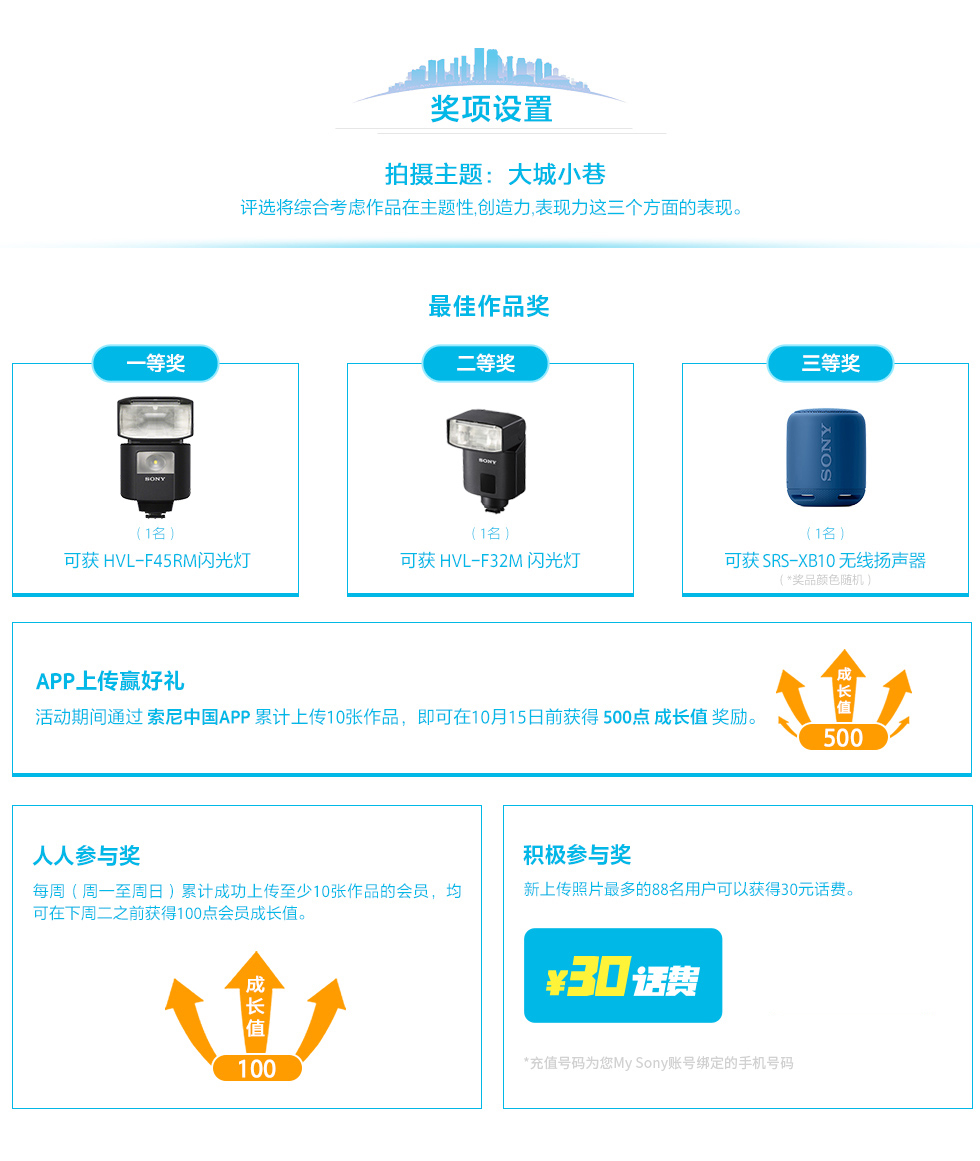 奖项设置
拍摄主题：大城小巷
评选将综合考虑作品在主题性,创造力,表现力这三个方面的表现。
最佳作品奖
一等奖
SONY
（1名）
可获 HVL-F45RM闪光灯
二等奖
SONY
（1名）
可获 HVL-F32M 闪光灯
三等奖
SONY
（1名）
可获 SRS-XB10 无线扬声器
（*奖品颜色随机）
APP上传赢好礼
活动期间通过 索尼中国APP 累计上传10张作品，即可在10月15日前获得 500点 成长值 奖励。
成长值
500
人人参与奖
每周（周一至周日）累计成功上传至少10张作品的会员，均
可在下周二之前获得100点会员成长值。
成长值
100
积极参与奖
新上传照片最多的88名用户可以获得30元话费。
¥30话费
*充值号码为您My Sony账号绑定的手机号码